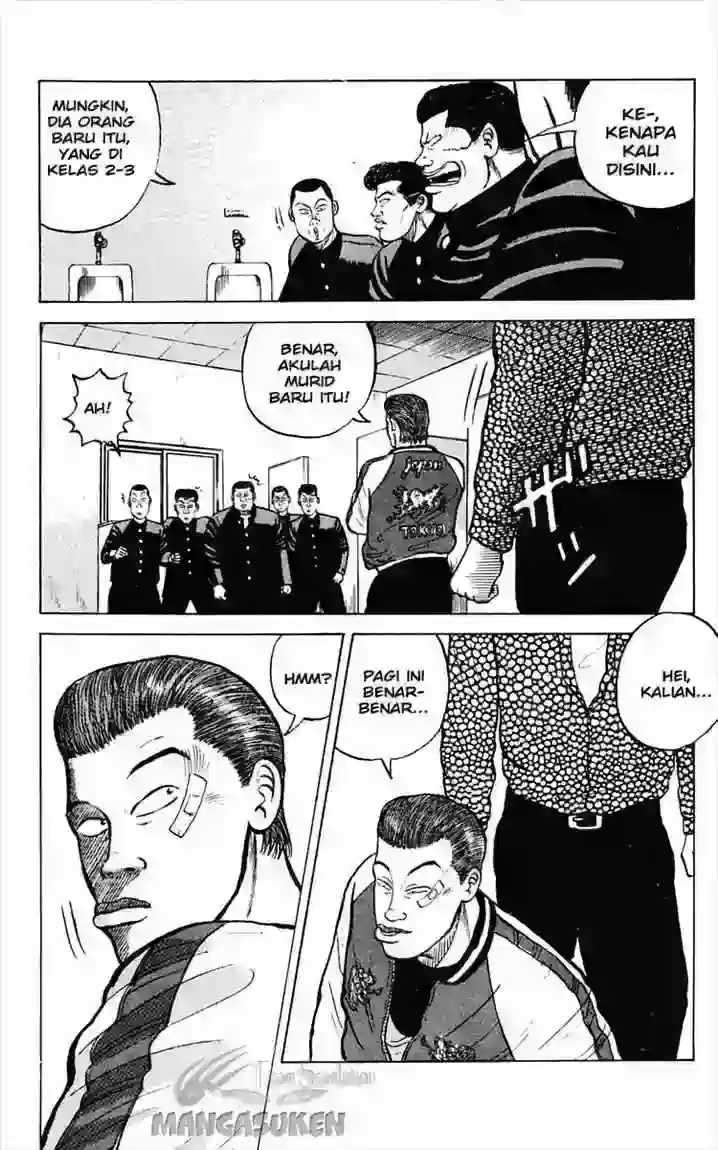 MUNGKIN,
DIA ORANG
BARU ITU,
YANG DI
KELAS 2-3
KE-,
KENAPA
KAU
DISINI...
BENAR,
AKULAH
MURID
BARU ITU!
AH!
Japan
TOKYO
HMM?
PAGI INI
BENAR-
BENAR...
HEI,
KALIAN...
MANGASUKEN